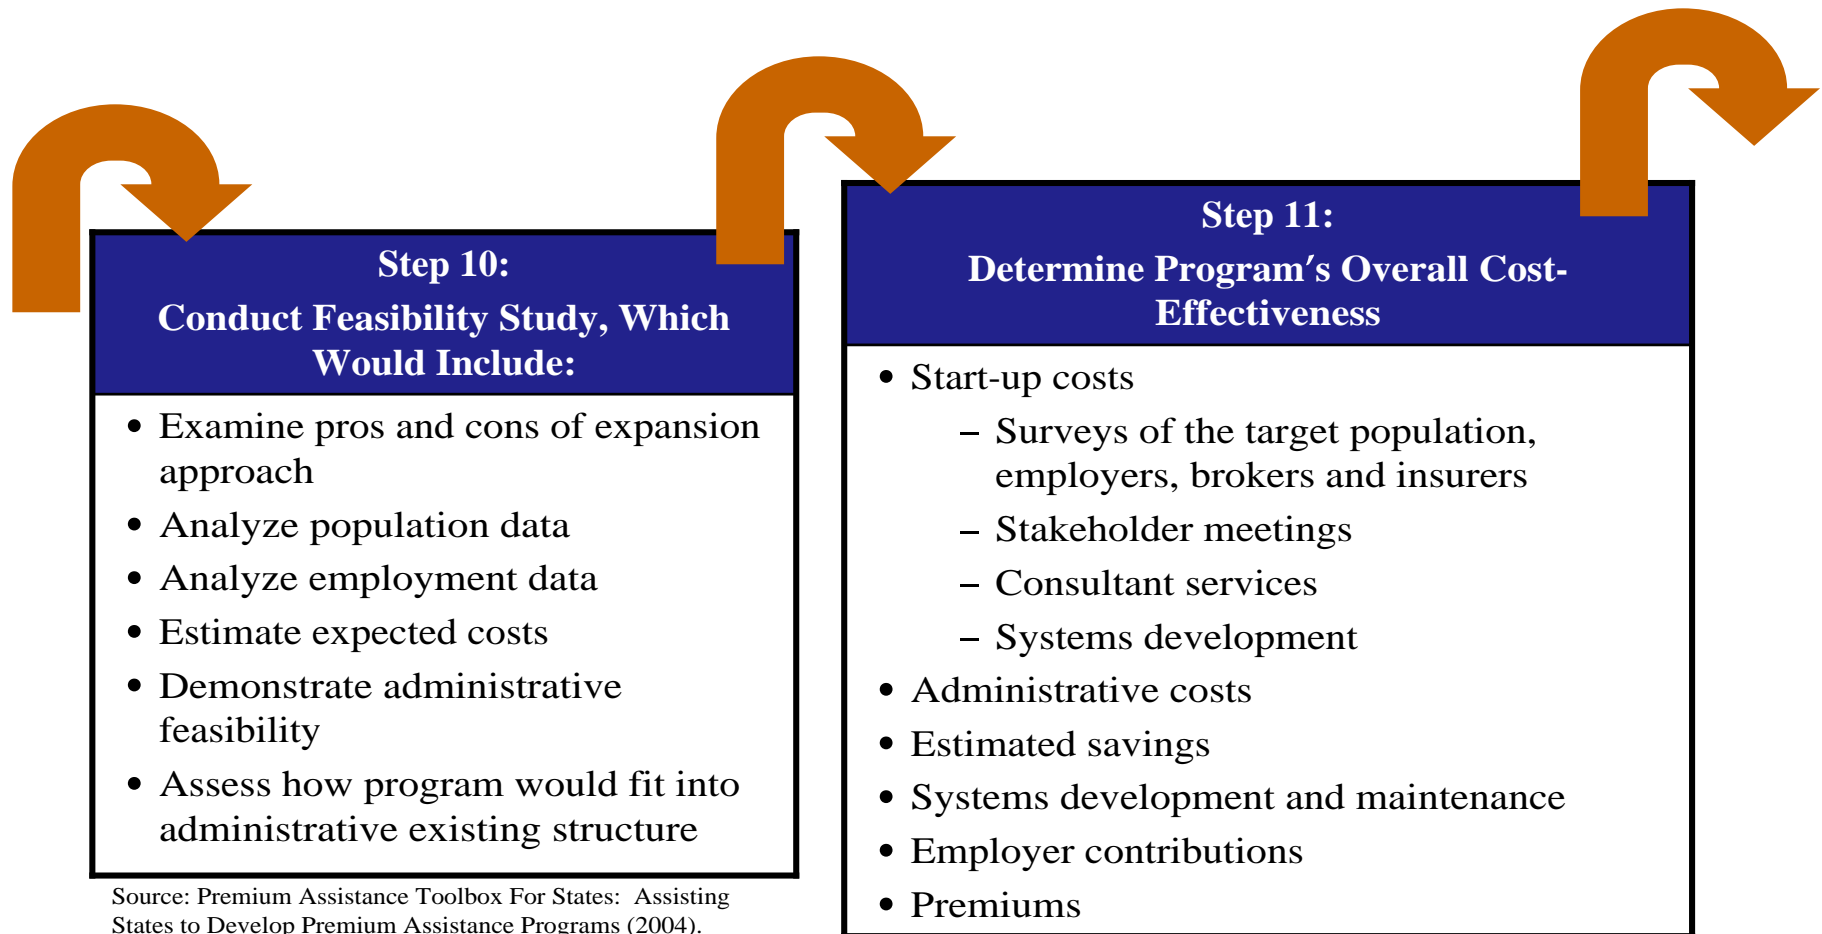 Step 10:
Conduct Feasibility Study, Which
Would Include:
• Examine pros and cons of expansion
approach
• Analyze population data
• Analyze employment data
• Estimate expected costs
• Demonstrate administrative
feasibility
• Assess how program would fit into
administrative existing structure
Source: Premium Assistance Toolbox For States: Assisting
States to Develop Premium Assistance Programs (2004).
Step 11:
Determine Program′s Overall Cost-
Effectiveness
• Start-up costs
– Surveys of the target population,
employers, brokers and insurers
– Stakeholder meetings
– Consultant services
– Systems development
• Administrative costs
• Estimated savings
• Systems development and maintenance
• Employer contributions
• Premiums